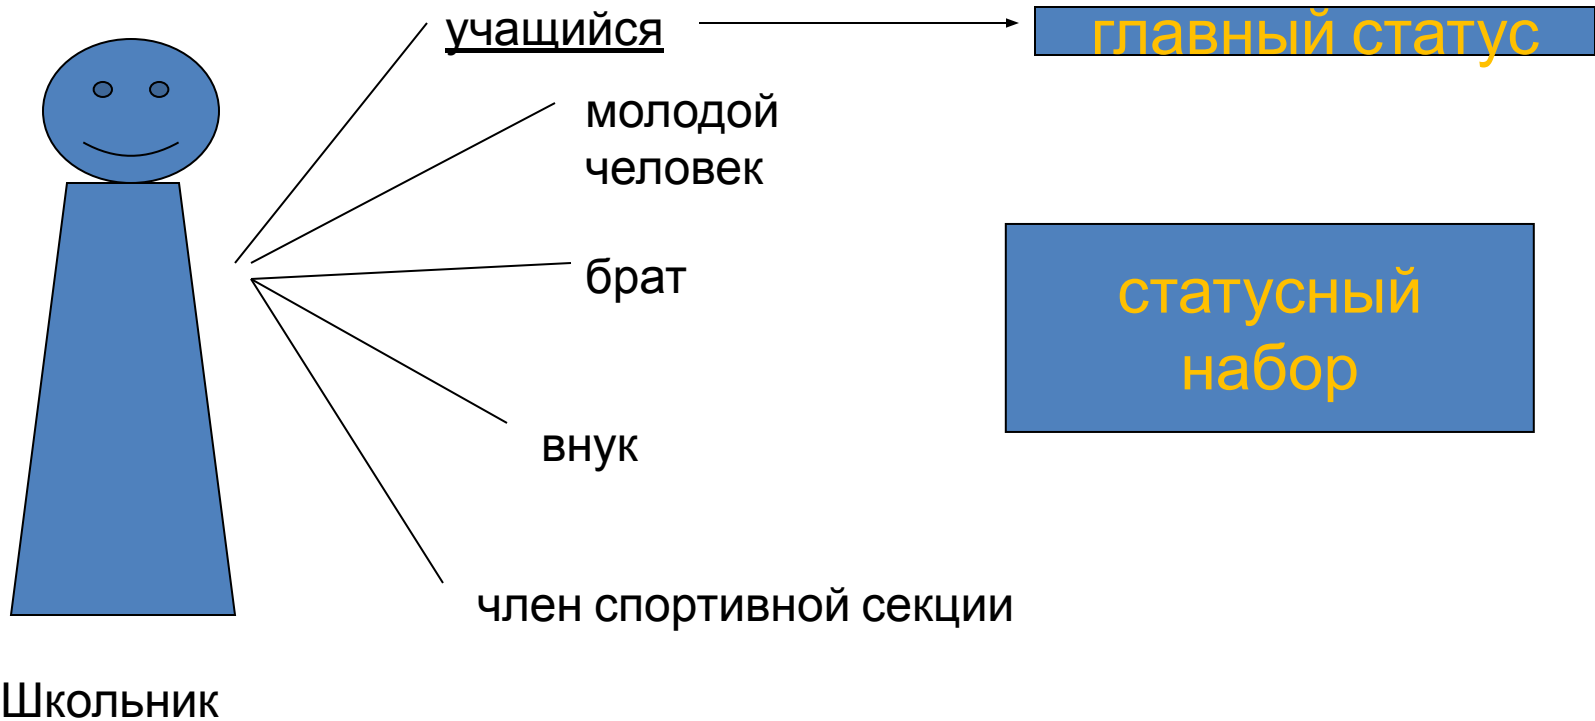 учащийся
главный статус
молодой
человек
брат
статусный
набор
внук
член спортивной секции
Школьник